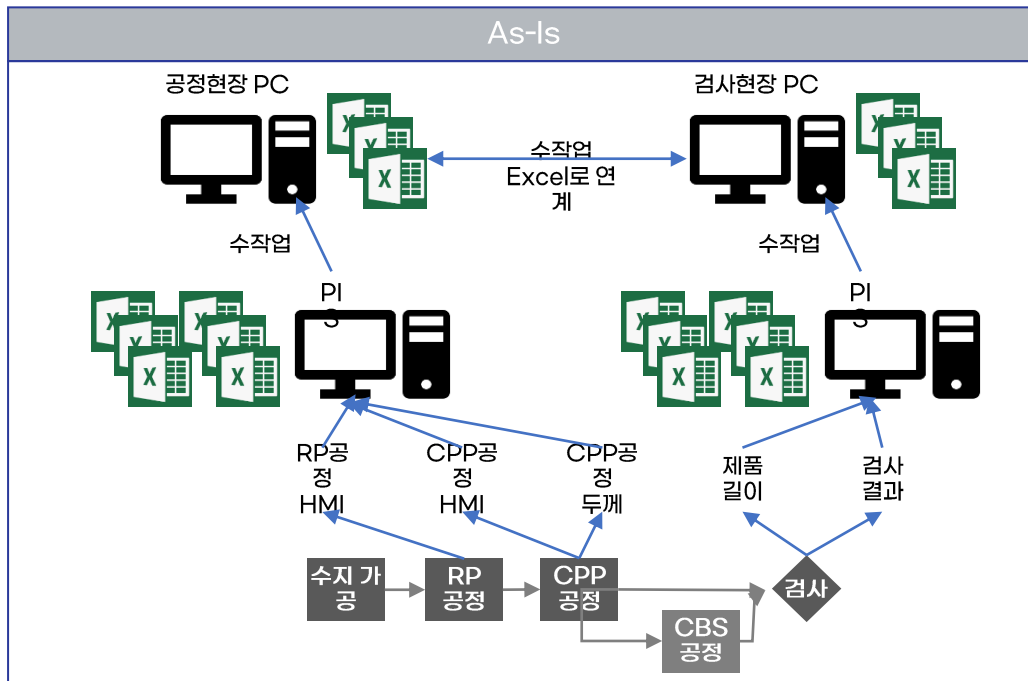 As-Is
공정현장 PC
검사현장 PC
X
X
X
X
X
X
수작업
Excel로 연
계
수작업
수작업
PI
S
PI
S
X
X
X
X
X
X
X
X
X
X
RP공
정
HMI
CPP공
정
HMI
CPP공
정
두께
제품
길이
검사
결과
수지 가
공
RP
공정
CPP
공정
검사
CBS
공정